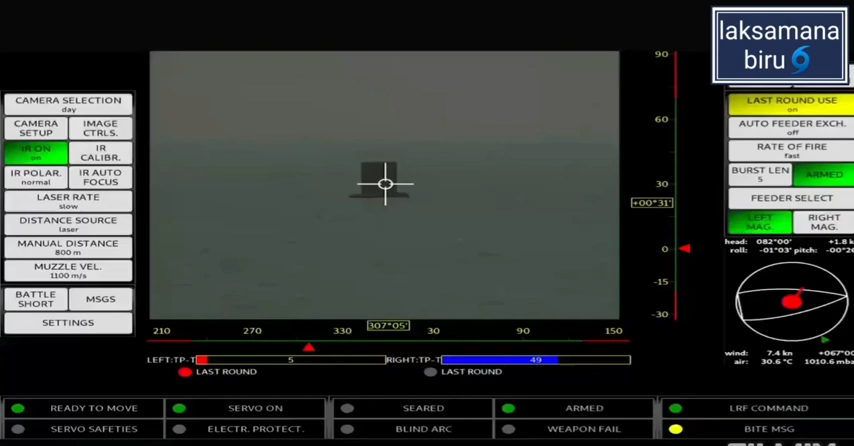 laksamana
biru
CAMERA SELECTION
day
CAMERA
SETUP
IMAGE
CTRLS.
IR ON
on
IR
CALIBR.
IR POLAR.
normal
IR AUTO
FOCUS
LASER RATE
slow
DISTANCE SOURCE
laser
MANUAL DISTANCE
800 m
MUZZLE VEL.
1100 m/s
BATTLE
SHORT
MSGS
SETTINGS
90
60
30
+00°31'
0
-15
-30
210 270 330 307°05' 30 90 150
LEFT:TP-T 5 RIGHT:TP-T 49
LAST ROUND LAST ROUND
LAST ROUND USE
on
AUTO FEEDER EXCH.
off
RATE OF FIRE
fast
BURST LEN
5
ARMED
FEEDER SELECT
LEFT
MAG.
RIGHT
MAG.
head: 082°00' +1.8
roll: -01°03' pitch:
wind: 7.4 kn
air: 30.6 °C 1010.6
READY TO MOVE SERVO ON SEARED ARMED LRF COMMAND
SERVO SAFETIES ELECTR. PROTECT. BLIND ARC WEAPON FAIL BITE MSG